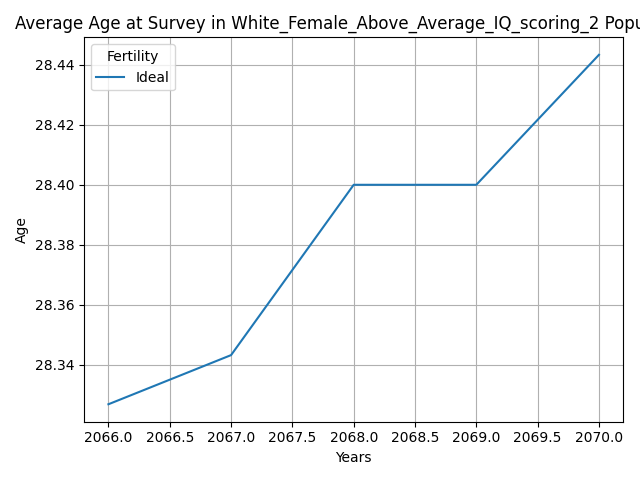 Average Age at Survey in White_Female_Above_Average_IQ_scoring_2 Popu
Fertility
Ideal
28.44
28.42
28.40
28.38
28.36
28.34
Age
2066.0 2066.5 2067.0 2067.5 2068.0 2068.5 2069.0 2069.5 2070.0
Years